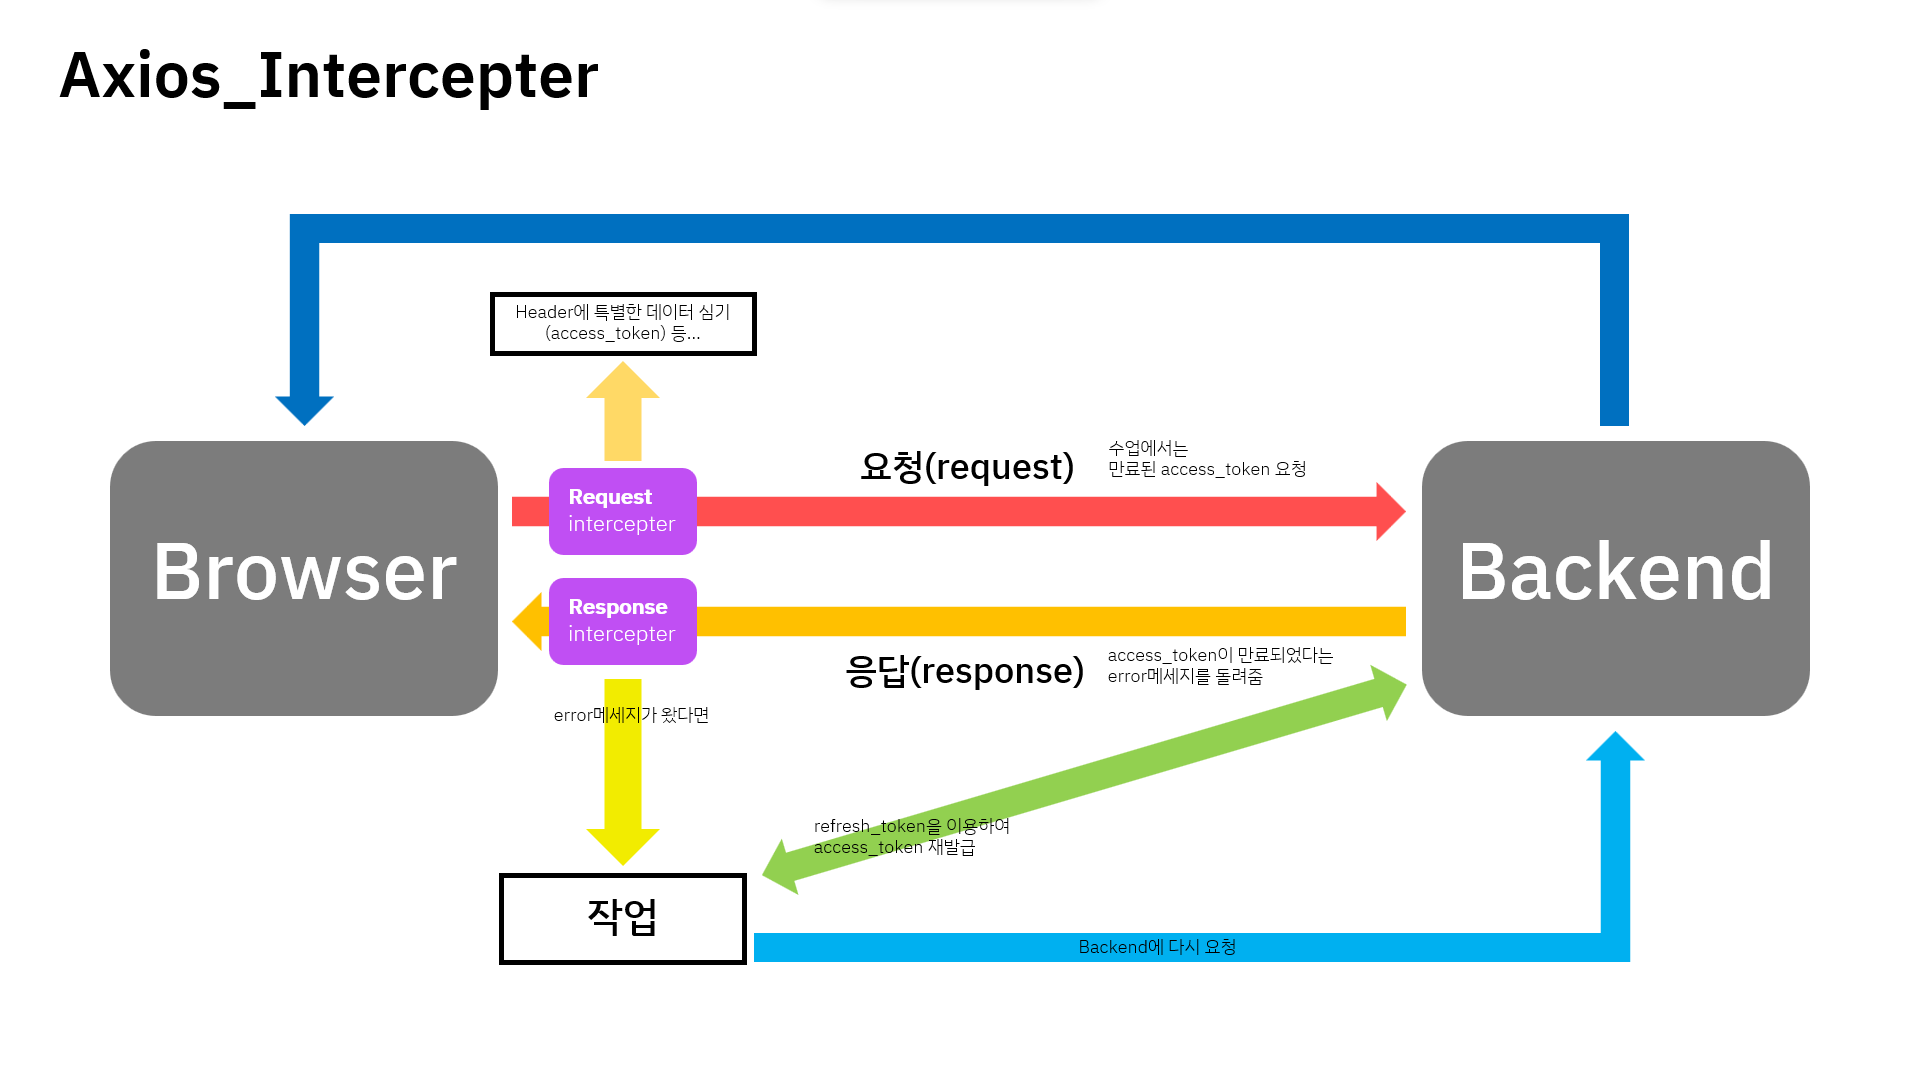 Axios_Intercepter
Header에 특별한 데이터 심기
(access_token) 등...
요청(request)
수업에서는
만료된 access_token 요청
Request
intercepter
Browser
Backend
Response
intercepter
응답(response)
access_token이 만료되었다는
error메세지를 돌려줌
error메세지가 왔다면
refresh_token을 이용하여
access_token 재발급
작업
Backend에 다시 요청